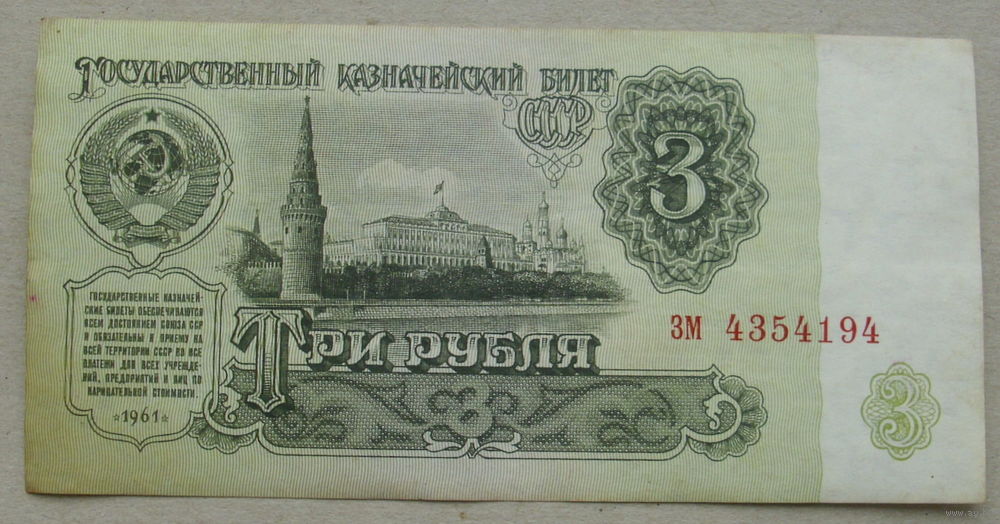 ГОСУДАРСТВЕННЫЙ КАЗНАЧЕЙСКИЙ БИЛЕТ
СССР
3
ГОСУДАРСТВЕННЫЕ КАЗНАЧЕЙ-
СКИЕ БИЛЕТЫ ОБЕСПЕЧИВАЮТСЯ
ВСЕМ ДОСТОЯНИЕМ СОЮЗА ССР
И ОБЯЗАТЕЛЬНЫ К ПРИЕМУ НА
ВСЕЙ ТЕРРИТОРИИ СССР ВО ВСЕ
ПЛАТЕЖИ ДЛЯ ВСЕХ УЧРЕЖДЕ-
НИЙ, ПРЕДПРИЯТИЙ И ЛИЦ ПО
НАРИЦАТЕЛЬНОЙ СТОИМОСТИ.
1961
ТРИ РУБЛЯ
3
ЗМ 4354194
3